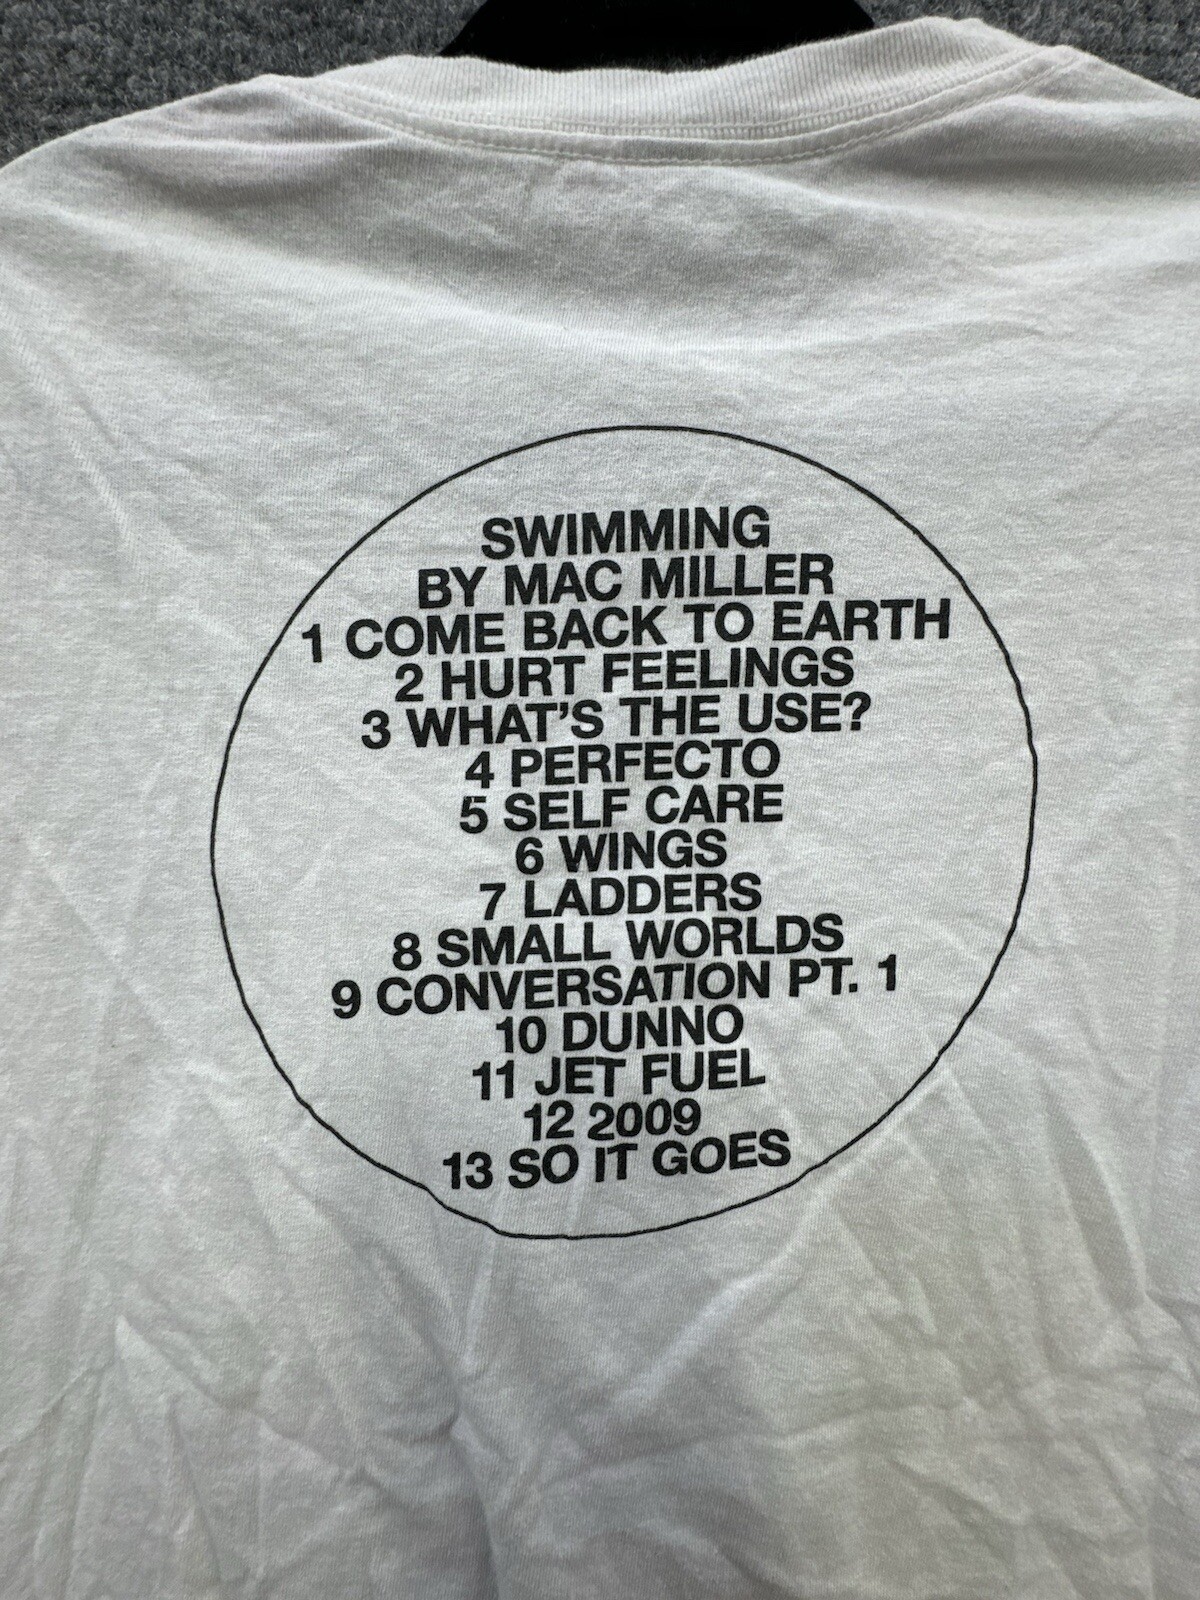 SWIMMING
BY MAC MILLER
1 COME BACK TO EARTH
2 HURT FEELINGS
3 WHAT'S THE USE?
4 PERFECTO
5 SELF CARE
6 WINGS
7 LADDERS
8 SMALL WORLDS
9 CONVERSATION PT. 1
10 DUNNO
11 JET FUEL
12 2009
13 SO IT GOES